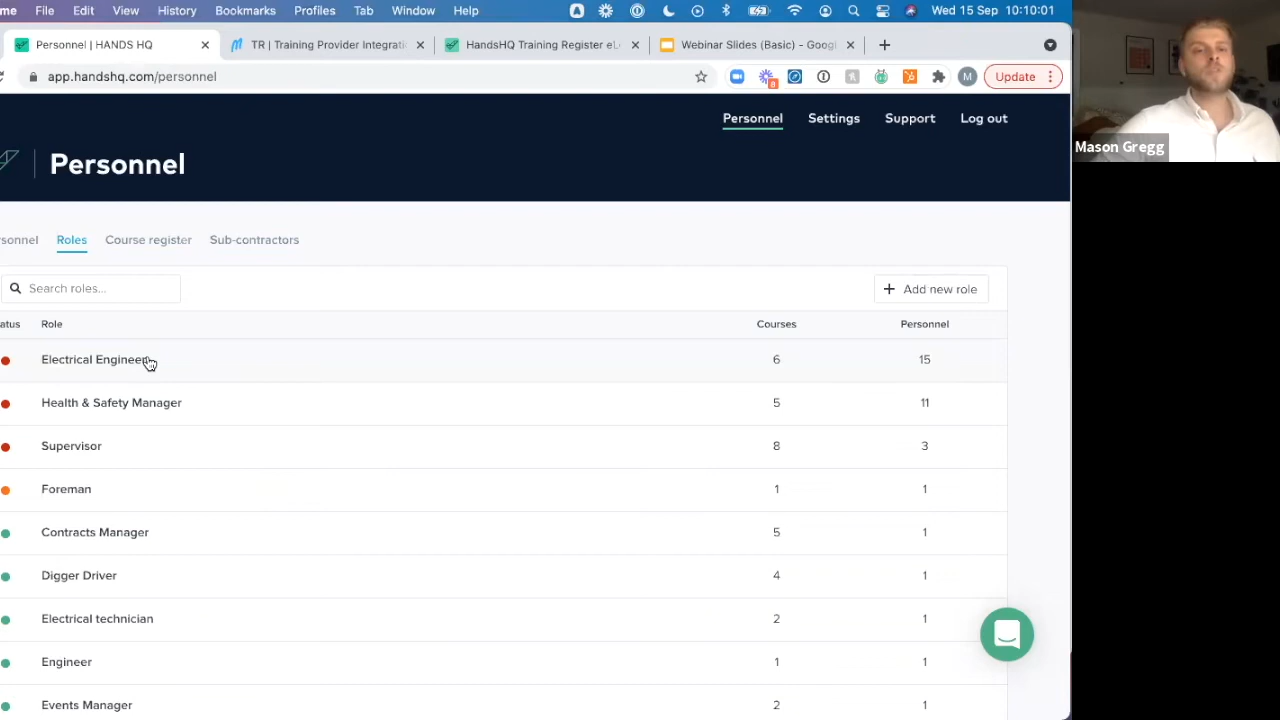 me File Edit View History Bookmarks Profiles Tab Window Help Wed 15 Sep 10:10:01
Personnel | HANDS HQ TR | Training Provider Integrati HandsHQ Training Register eL Webinar Slides (Basic) - Goog
app.handshq.com/personnel 8 M Update
Personnel Settings Support Log out
Personnel
Mason Gregg
rsonnel Roles Course register Sub-contractors
Search roles... Add new role
atus Role Courses Personnel
Electrical Engineer 6 15
Health & Safety Manager 5 11
Supervisor 8 3
Foreman 1 1
Contracts Manager 5 1
Digger Driver 4 1
Electrical technician 2 1
Engineer 1 1
Events Manager 2 1